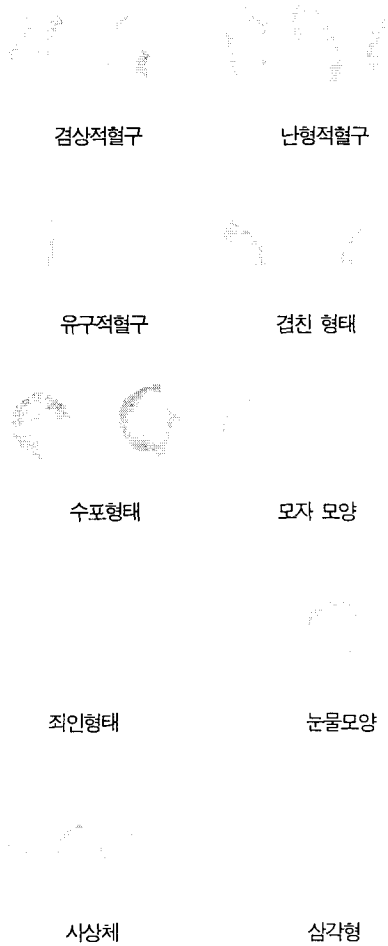 겸상적혈구 난형적혈구
유구적혈구 겹친 형태
수포형태 모자 모양
죄인형태 눈물모양
사상체 삼각형